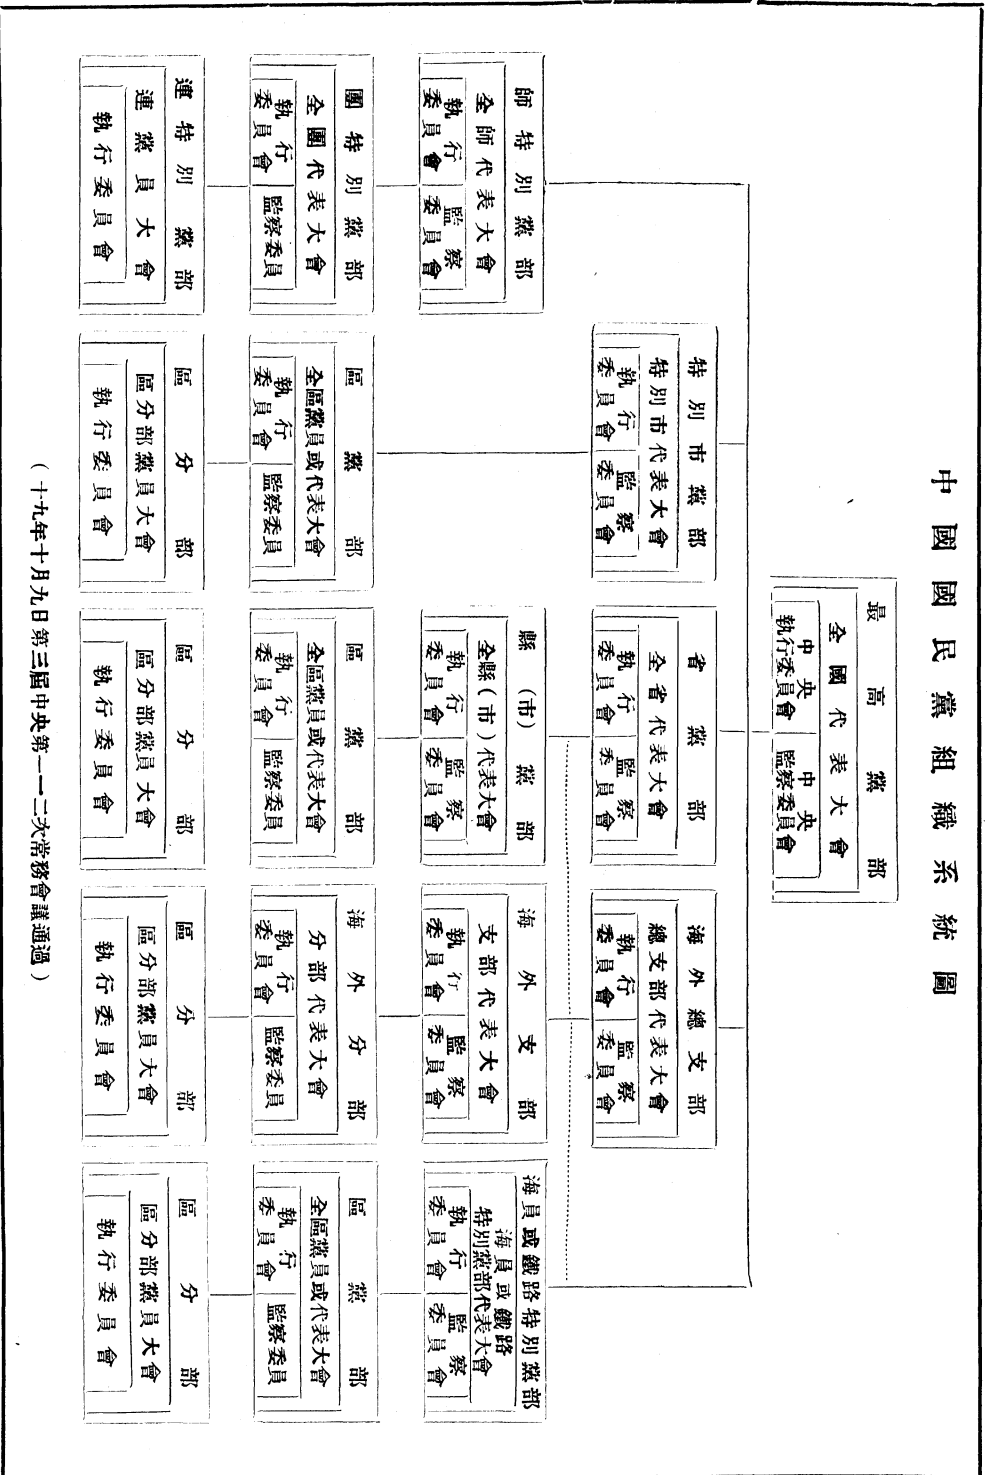 中國國民黨組織系統圖
最高黨部
全國代表大會
中央執行委員會
中央監察委員會
特別市黨部
特別市代表大會
執行委員會
監察委員會
省黨部
全省代表大會
執行委員會
監察委員會
海外總支部
總支部代表大會
執行委員會
監察委員會
師特別黨部
全師代表大會
執行委員會
監察委員會
縣(市)黨部
全縣(市)代表大會
執行委員會
監察委員會
海外支部
支部代表大會
執行委員會
監察委員會
海員或鐵路特別黨部
海員或鐵路
特別黨部代表大會
執行委員會
監察委員會
團特別黨部
全團代表大會
執行委員會
監察委員
區黨部
全區黨員或代表大會
執行委員會
監察委員
區黨部
全區黨員或代表大會
執行委員會
監察委員
海外分部
分部代表大會
執行委員會
監察委員
區黨部
全區黨員或代表大會
執行委員會
監察委員
連特別黨部
連黨員大會
執行委員會
區分部
區分部黨員大會
執行委員會
區分部
區分部黨員大會
執行委員會
區分部
區分部黨員大會
執行委員會
區分部
區分部黨員大會
執行委員會
(十九年十月九日第三屆中央第一一二次常務會議通過)